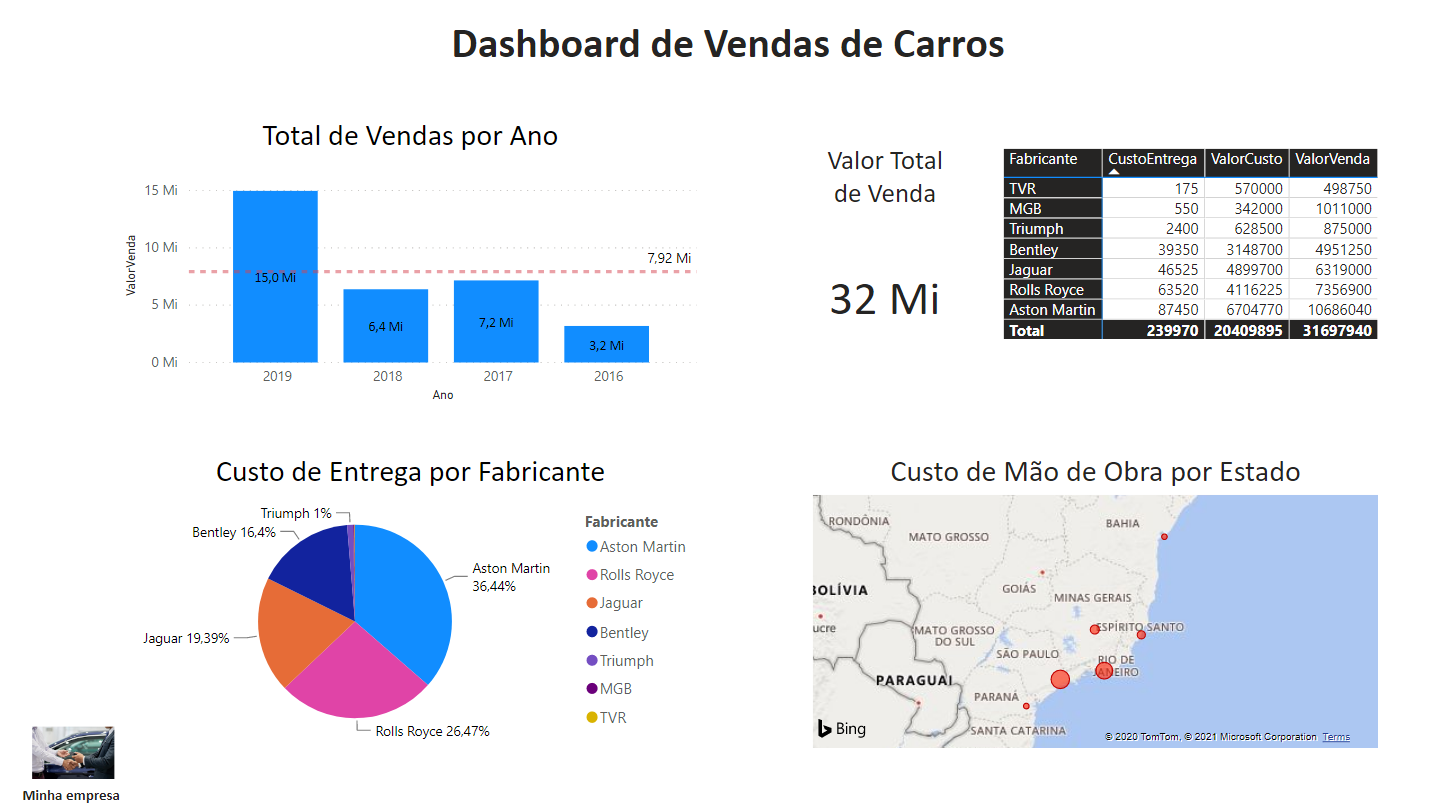 Dashboard de Vendas de Carros
Total de Vendas por Ano
ValorVenda
15 Mi
10 Mi
5 Mi
0 Mi
7,92 Mi
15,0 Mi
6,4 Mi
7,2 Mi
3,2 Mi
2019 2018 2017 2016
Ano
Valor Total
de Venda
32 Mi
Fabricante CustoEntrega ValorCusto ValorVenda
TVR 175 570000 498750
MGB 550 342000 1011000
Triumph 2400 628500 875000
Bentley 39350 3148700 4951250
Jaguar 46525 4899700 6319000
Rolls Royce 63520 4116225 7356900
Aston Martin 87450 6704770 10686040
Total 239970 20409895 31697940
Custo de Entrega por Fabricante
Triumph 1%
Bentley 16,4%
Aston Martin
36,44%
Jaguar 19,39%
Rolls Royce 26,47%
Fabricante
Aston Martin
Rolls Royce
Jaguar
Bentley
Triumph
MGB
TVR
Custo de Mão de Obra por Estado
RONDÔNIA
BAHIA
MATO GROSSO
BOLÍVIA
GOIÁS
MINAS GERAIS
ucre
MATO GROSSO
DO SUL
ESPÍRITO SANTO
SÃO PAULO
RIO DE
JANEIRO
PARAGUAI
PARANÁ
SANTA CATARINA
Bing
© 2020 TomTom, © 2021 Microsoft Corporation Terms
Minha empresa